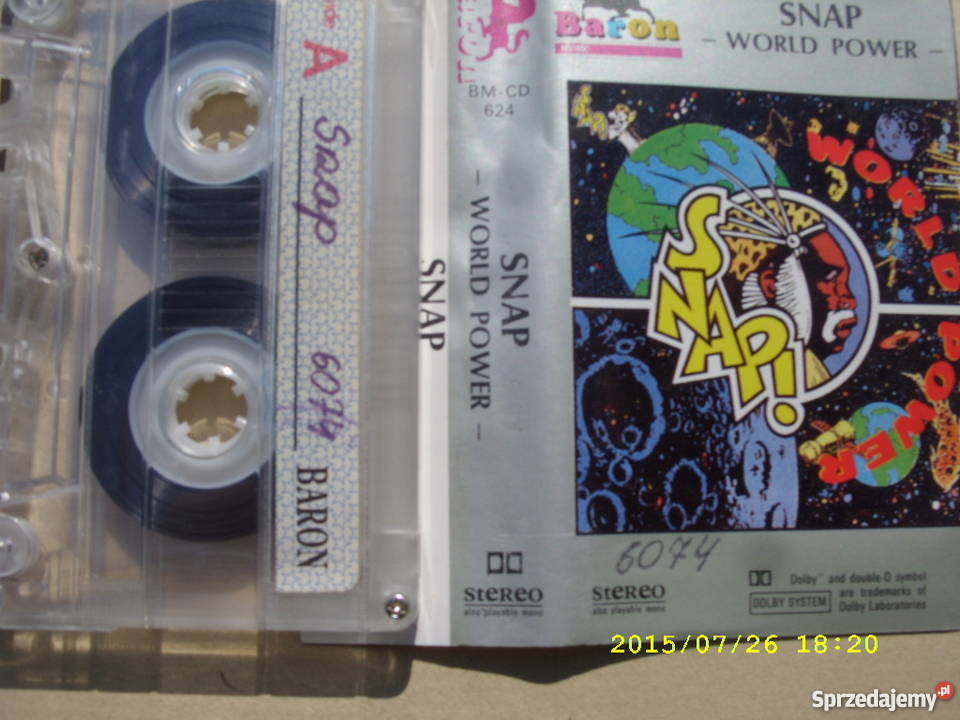 A
Snap 6074
BARON
SNAP
BM-CD
624
SNAP
– WORLD POWER –
stereo
also playable mono
Baron
MUSIC
SNAP
– WORLD POWER –
WORLD POWER
SNAP!
6074
stereo
also playable mono
DOLBY SYSTEM
Dolby™ and double-D symbol
are trademarks of
Dolby Laboratories
2015/07/26 18:20
Sprzedajemy.pl